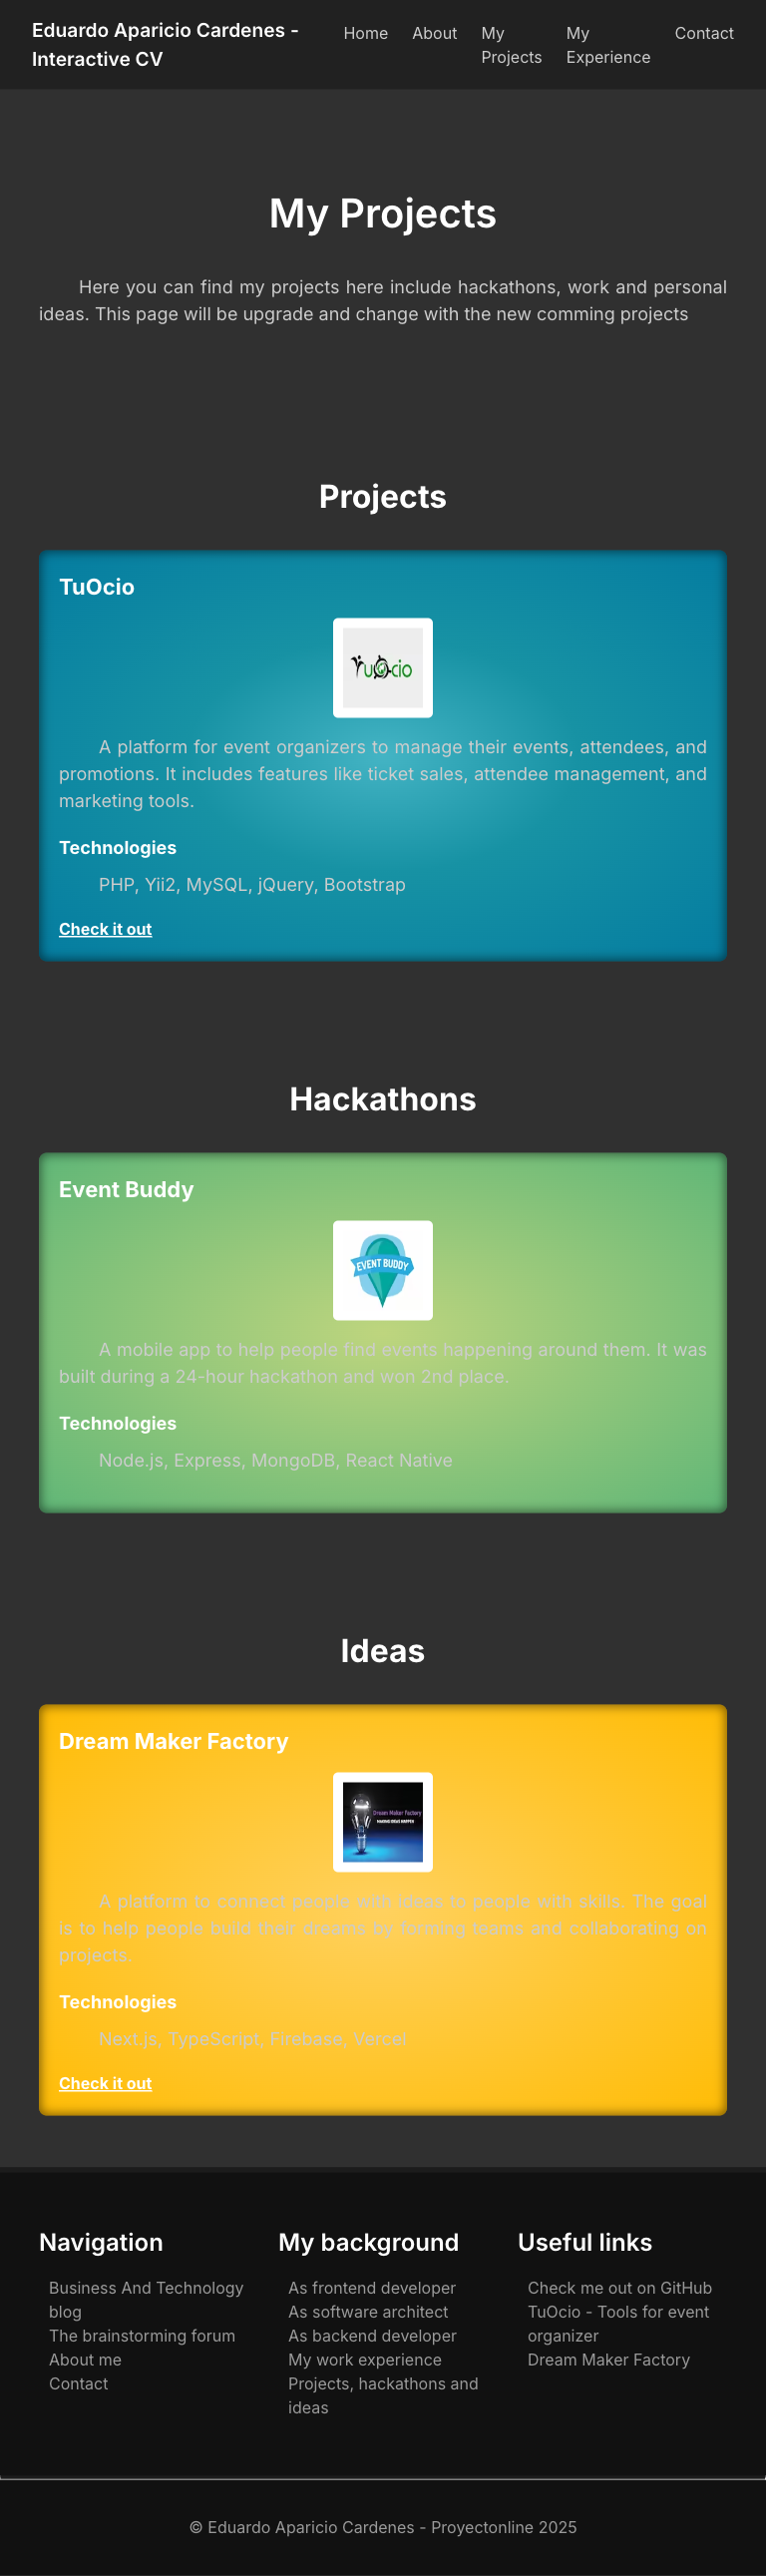 Eduardo Aparicio Cardenes -
Interactive CV
Home
About
My
Projects
My
Experience
Contact
My Projects
Here you can find my projects here include hackathons, work and personal
ideas. This page will be upgrade and change with the new comming projects
Projects
TuOcio
TuOcio
A platform for event organizers to manage their events, attendees, and
promotions. It includes features like ticket sales, attendee management, and
marketing tools.
Technologies
PHP, Yii2, MySQL, jQuery, Bootstrap
Check it out
Hackathons
Event Buddy
EVENT BUDDY
A mobile app to help people find events happening around them. It was
built during a 24-hour hackathon and won 2nd place.
Technologies
Node.js, Express, MongoDB, React Native
Ideas
Dream Maker Factory
Dream Maker Factory
MAKING IDEAS HAPPEN
A platform to connect people with ideas to people with skills. The goal
is to help people build their dreams by forming teams and collaborating on
projects.
Technologies
Next.js, TypeScript, Firebase, Vercel
Check it out
Navigation
Business And Technology
blog
The brainstorming forum
About me
Contact
My background
As frontend developer
As software architect
As backend developer
My work experience
Projects, hackathons and
ideas
Useful links
Check me out on GitHub
TuOcio - Tools for event
organizer
Dream Maker Factory
© Eduardo Aparicio Cardenes - Proyectonline 2025